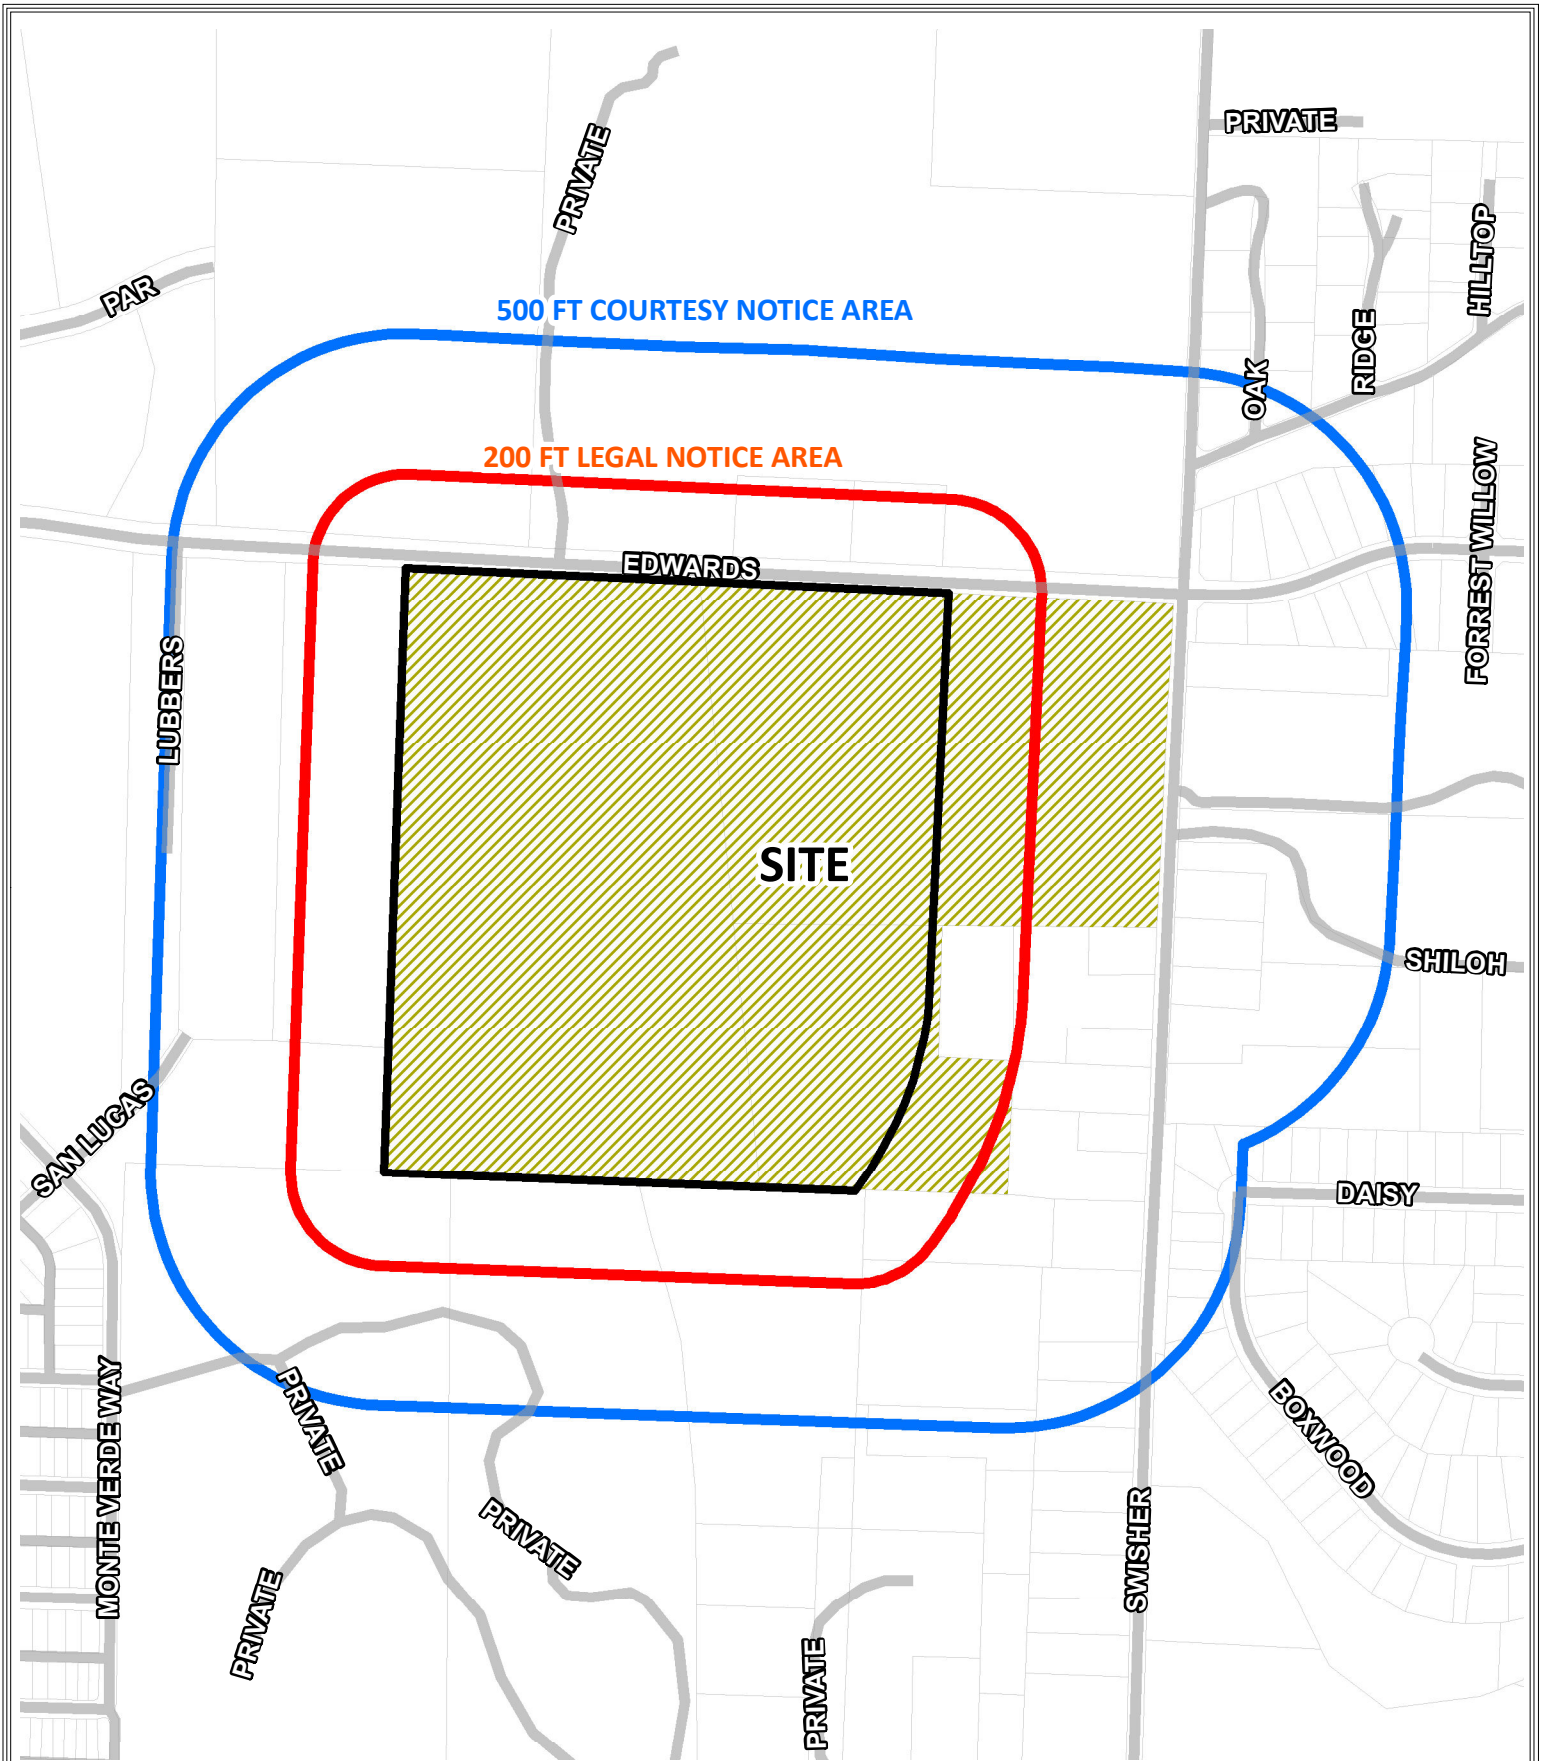 PRIVATE
PRIVATE
HILLTOP
PAR
500 FT COURTESY NOTICE AREA
RIDGE
OAK
200 FT LEGAL NOTICE AREA
FORREST WILLOW
EDWARDS
LUBBERS
SITE
SHILOH
SAN LUCAS
DAISY
PRIVATE
BOXWOOD
MONTE VERDE WAY
PRIVATE
SWISHER
PRIVATE
PRIVATE